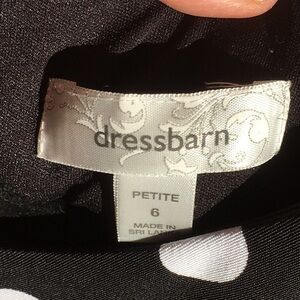 dressbarn
PETITE
6
MADE IN
SRI LAN